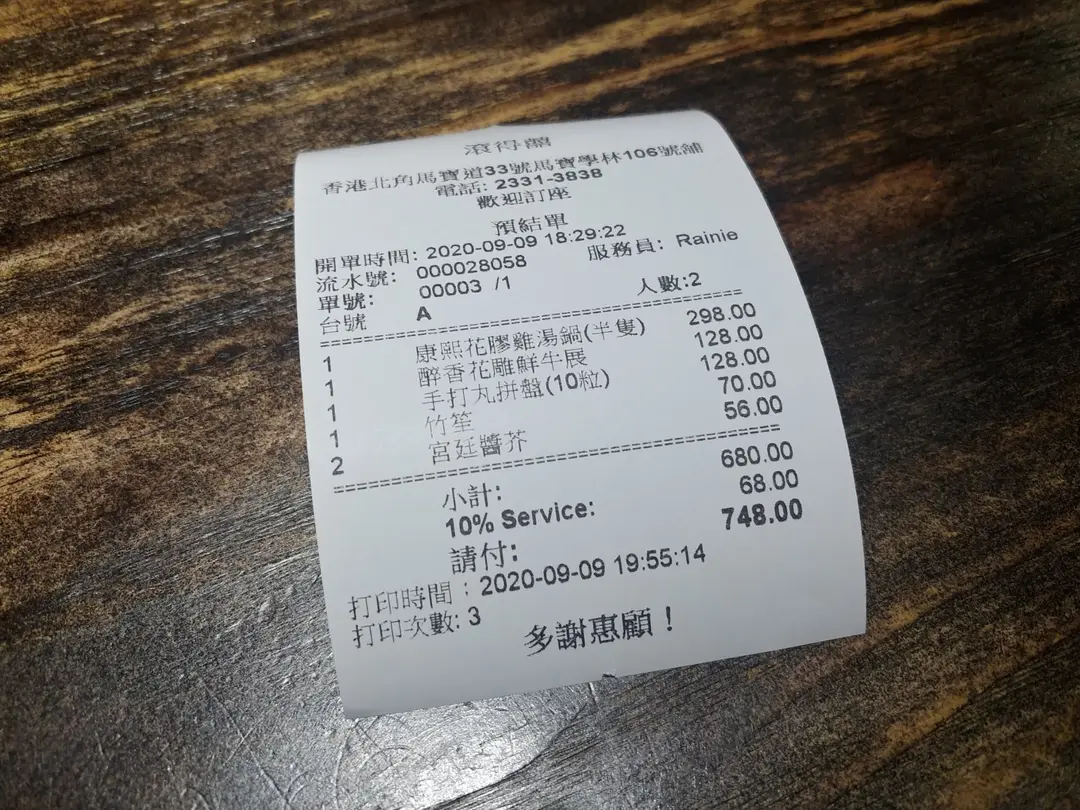 滾得囍
香港北角馬寶道33號馬寶學林106號舖
電話: 2331-3838
歡迎訂座
預結單
開單時間: 2020-09-09 18:29:22
流水號: 000028058 服務員: Rainie
單號: 00003 /1
台號 A 人數:2
1 康熙花膠雞湯鍋(半隻) 298.00
1 醉香花雕鮮牛展 128.00
1 手打丸拼盤(10粒) 128.00
1 竹笙 70.00
2 宮廷醬芥 56.00
小計: 680.00
10% Service: 68.00
請付: 748.00
打印時間: 2020-09-09 19:55:14
打印次數: 3
多謝惠顧！